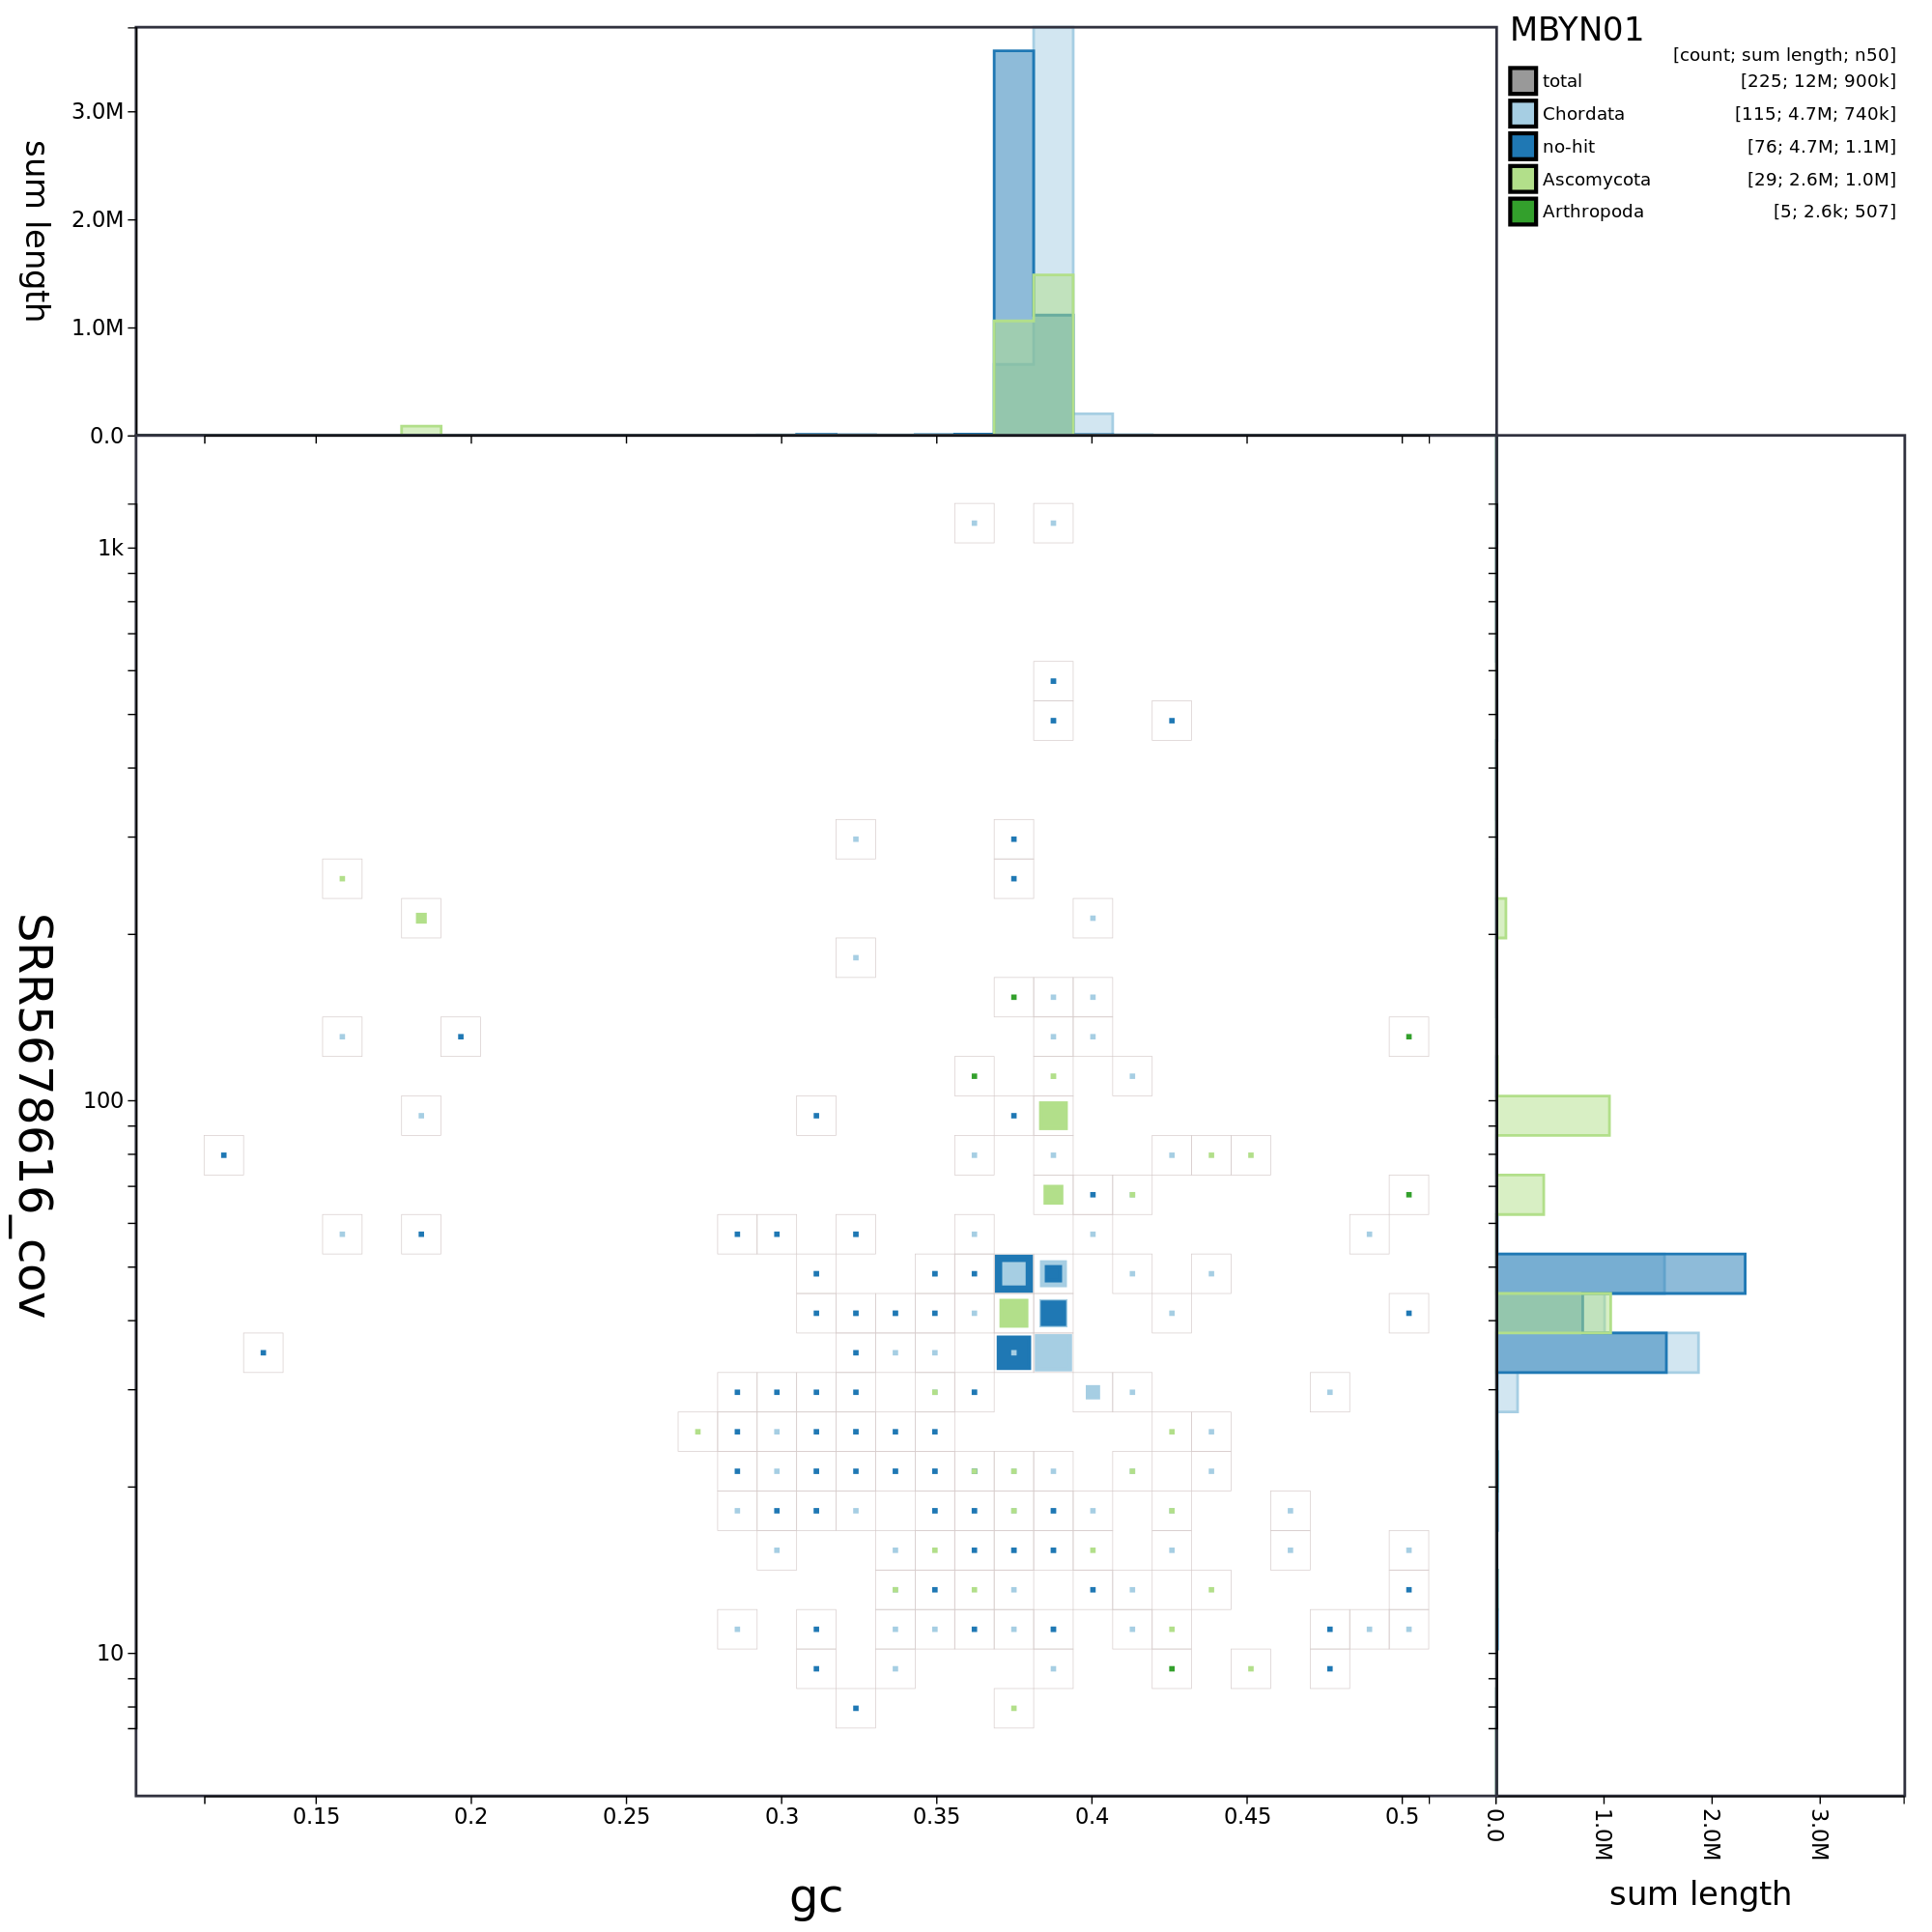 MBYN01
[count; sum length; n50]
total [225; 12M; 900k]
Chordata [115; 4.7M; 740k]
no-hit [76; 4.7M; 1.1M]
Ascomycota [29; 2.6M; 1.0M]
Arthropoda [5; 2.6k; 507]
sum length
3.0M
2.0M
1.0M
0.0
SRR5678616_cov
1k
100
10
0.15 0.2 0.25 0.3 0.35 0.4 0.45 0.5
gc
0.0 1.0M 2.0M 3.0M
sum length